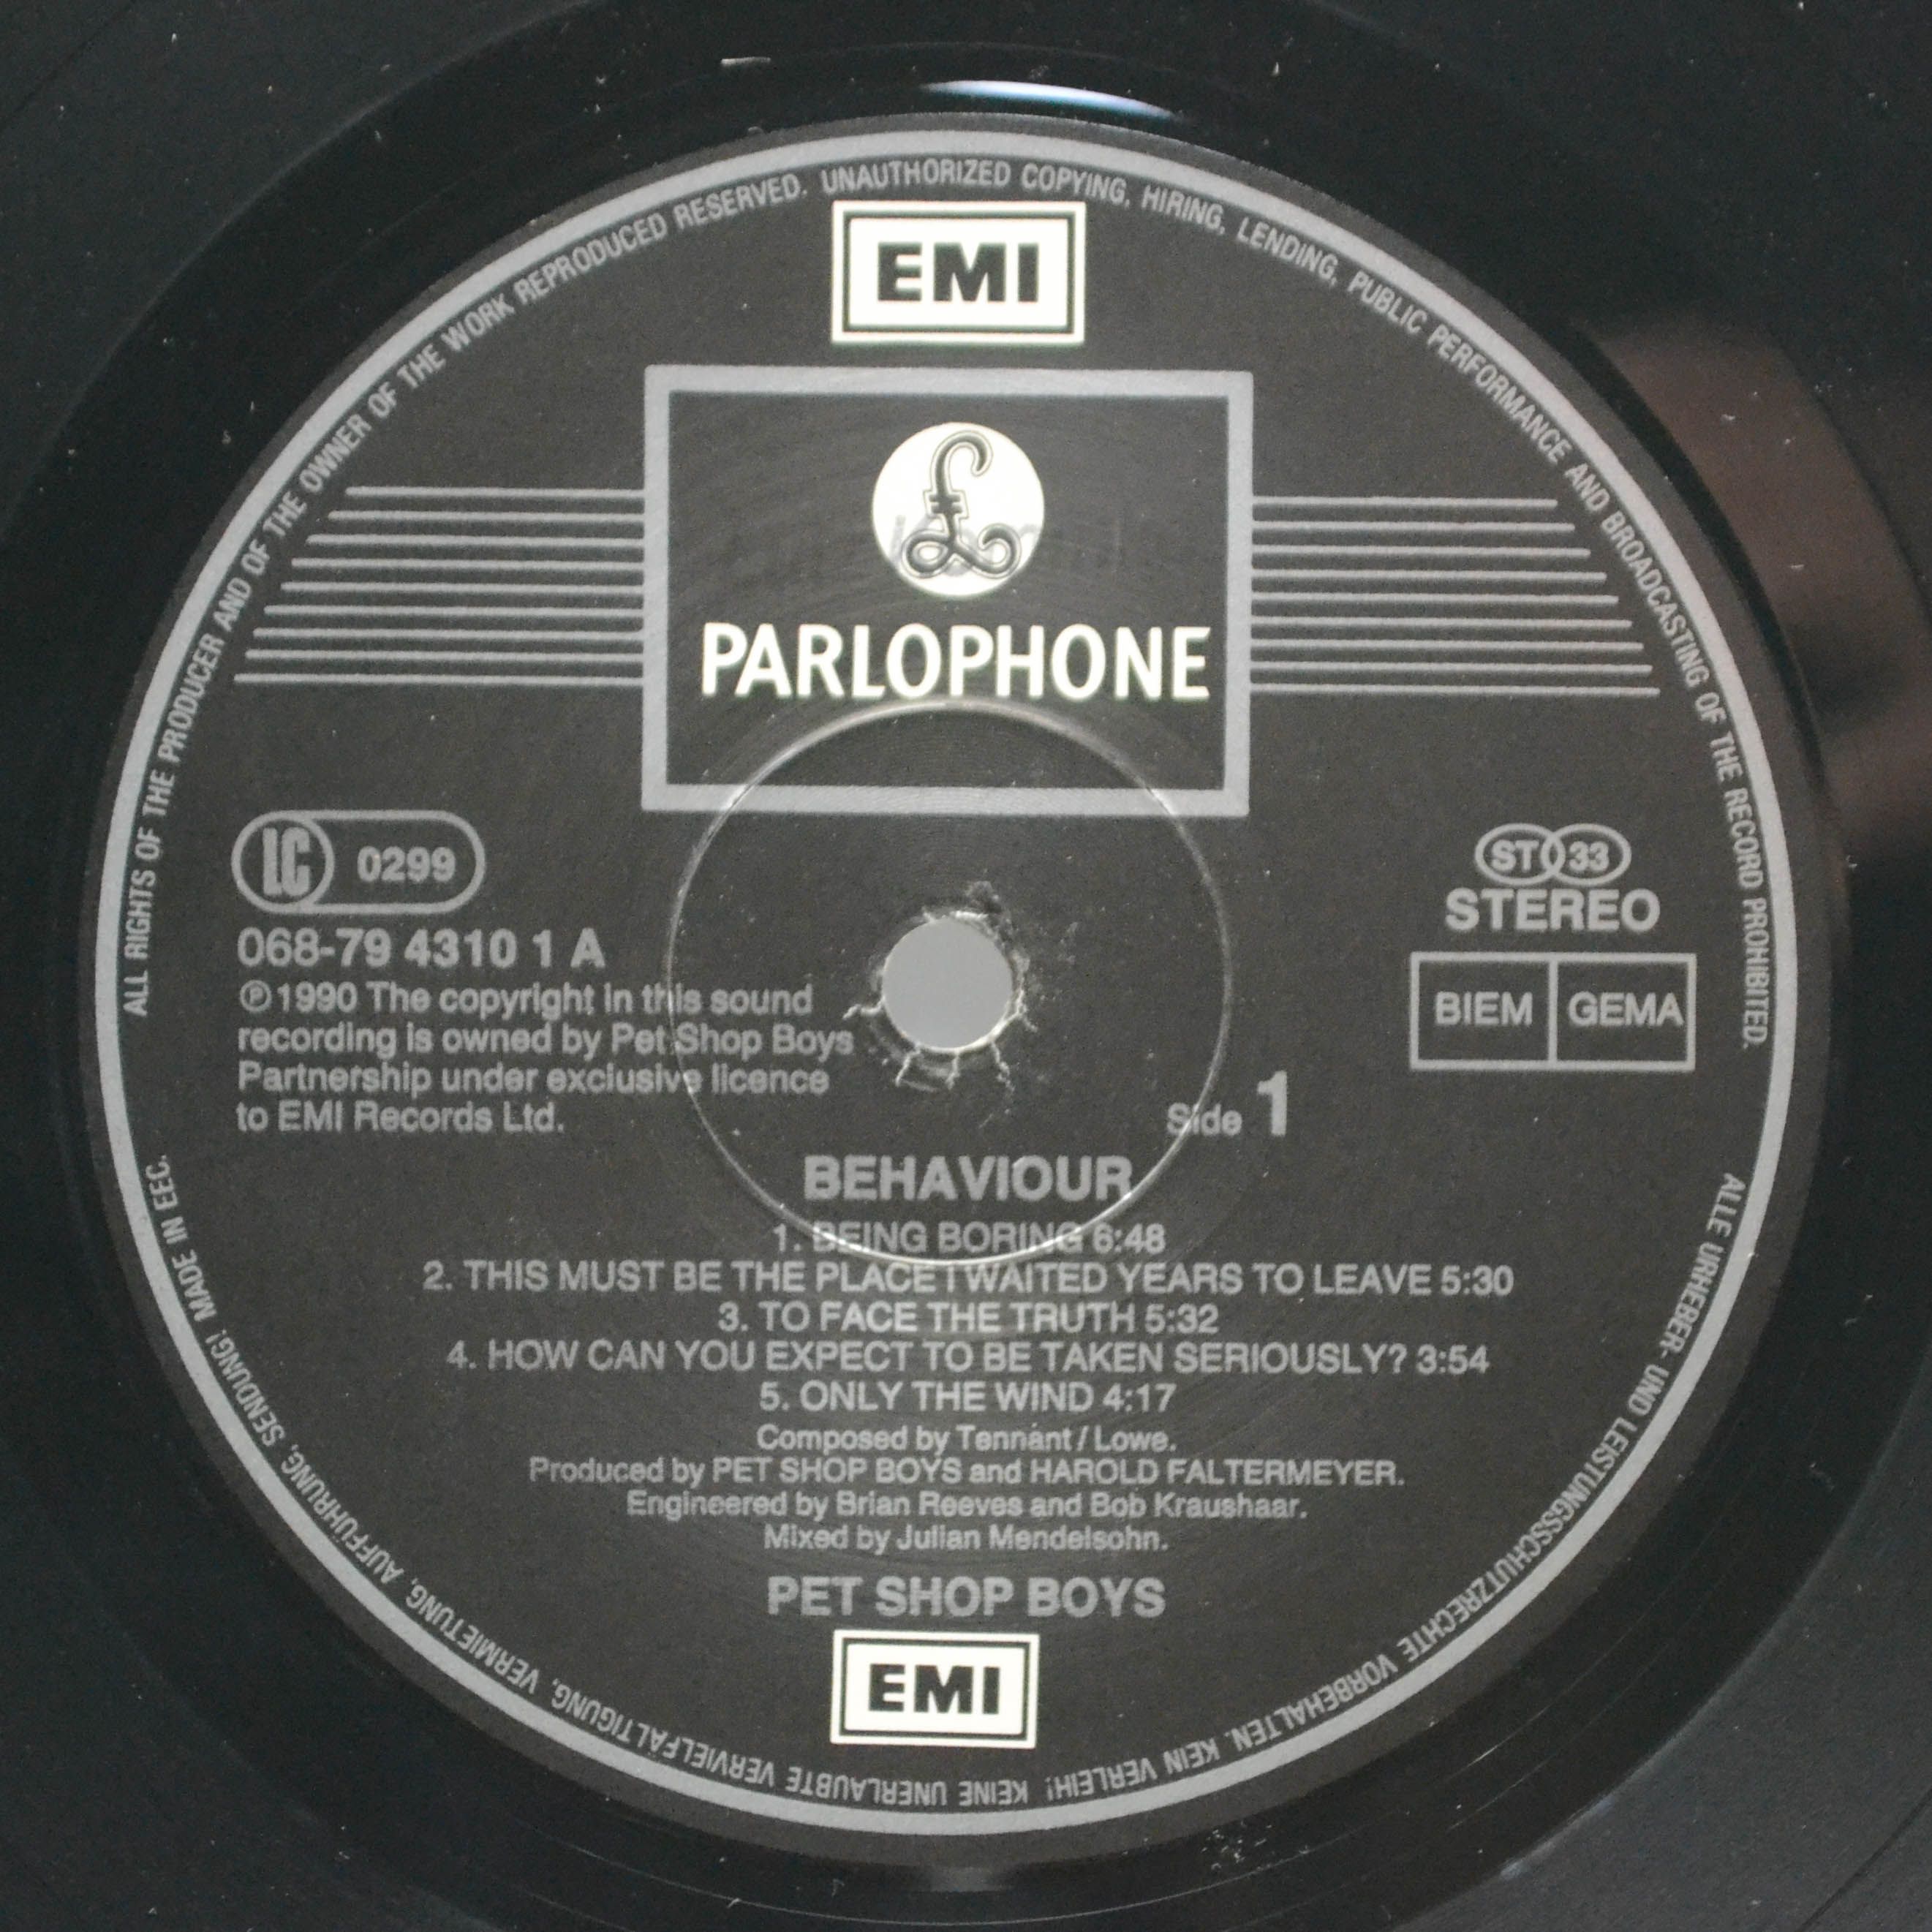 ALL RIGHTS OF THE PRODUCER AND OF THE OWNER OF THE WORK REPRODUCED RESERVED. UNAUTHORIZED COPYING, HIRING, LENDING, PUBLIC PERFORMANCE AND BROADCASTING OF THE RECORD PROHIBITED.
EMI
£
PARLOPHONE
LC 0299
ST 33
STEREO
068-79 4310 1 A
BIEM GEMA
℗ 1990 The copyright in this sound
recording is owned by Pet Shop Boys
Partnership under exclusive licence
to EMI Records Ltd.
Side 1
BEHAVIOUR
1. BEING BORING 6:48
2. THIS MUST BE THE PLACE I WAITED YEARS TO LEAVE 5:30
3. TO FACE THE TRUTH 5:32
4. HOW CAN YOU EXPECT TO BE TAKEN SERIOUSLY? 3:54
5. ONLY THE WIND 4:17
Composed by Tennant / Lowe.
Produced by PET SHOP BOYS and HAROLD FALTERMEYER.
Engineered by Brian Reeves and Bob Kraushaar.
Mixed by Julian Mendelsohn.
PET SHOP BOYS
EMI
ALLE URHEBER- UND LEISTUNGSSCHUTZRECHTE VORBEHALTEN. KEIN VERLEIH! KEINE UNERLAUBTE VERVIELFÄLTIGUNG, VERMIETUNG, AUFFÜHRUNG, SENDUNG! MADE IN EEC.